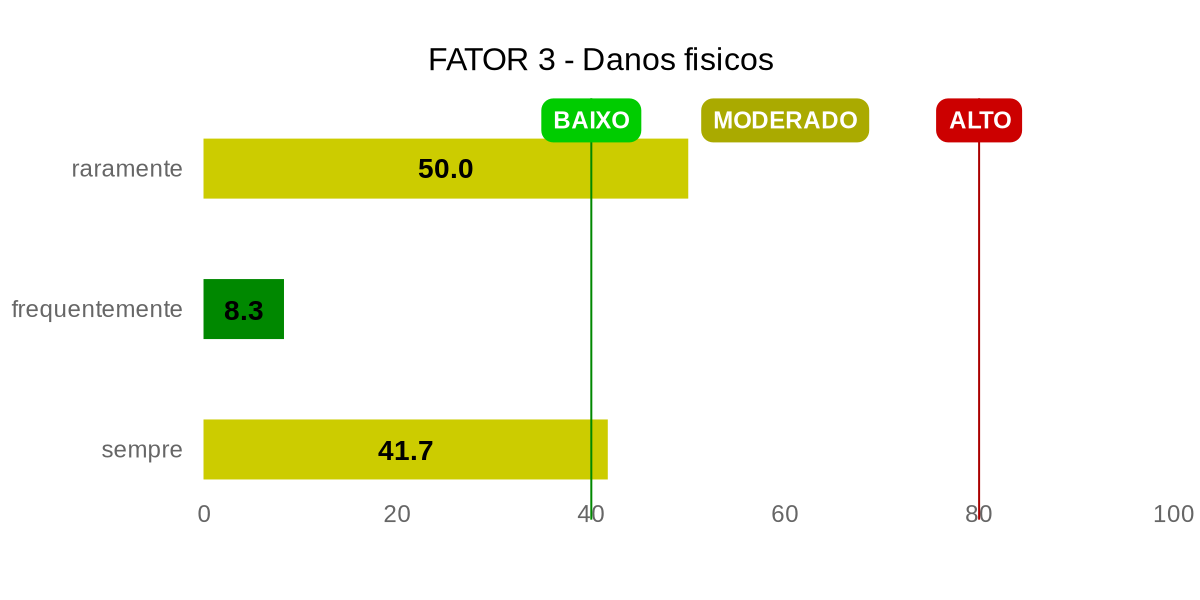 FATOR 3 - Danos fisicos
BAIXO MODERADO ALTO
raramente 50.0
frequentemente 8.3
sempre 41.7
0 20 40 60 80 100